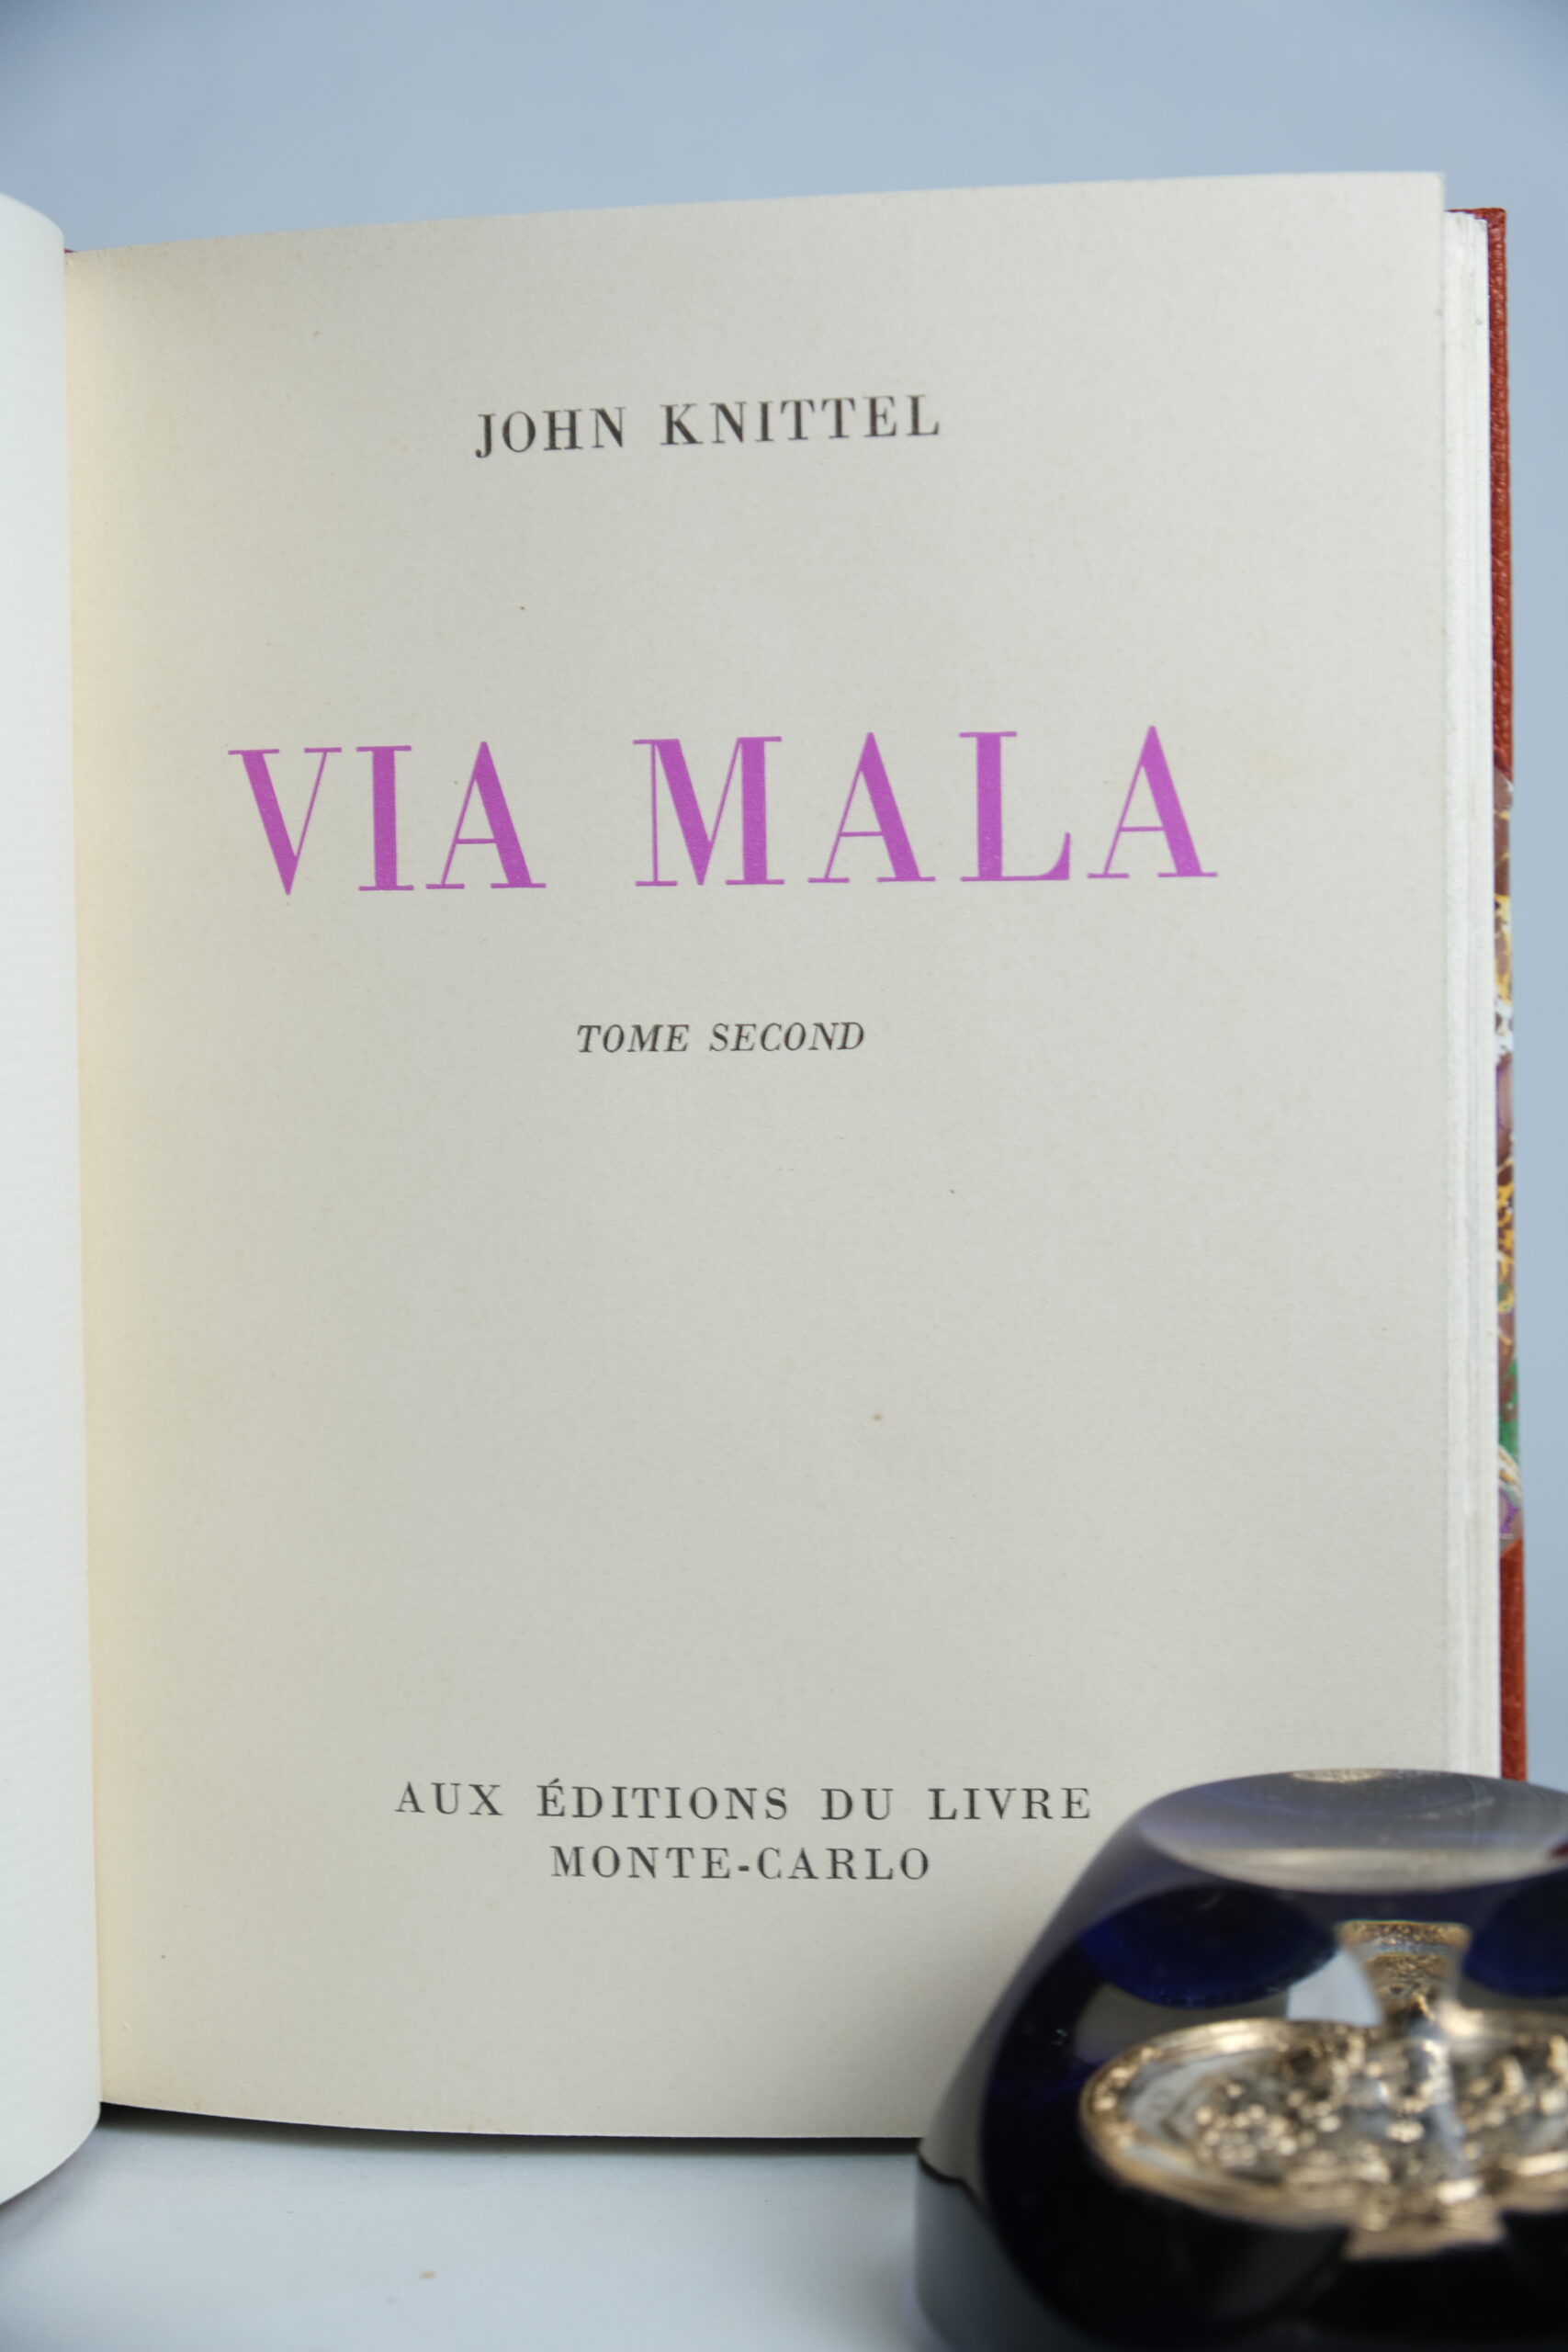 JOHN KNITTEL
VIA MALA
TOME SECOND
AUX ÉDITIONS DU LIVRE
MONTE-CARLO